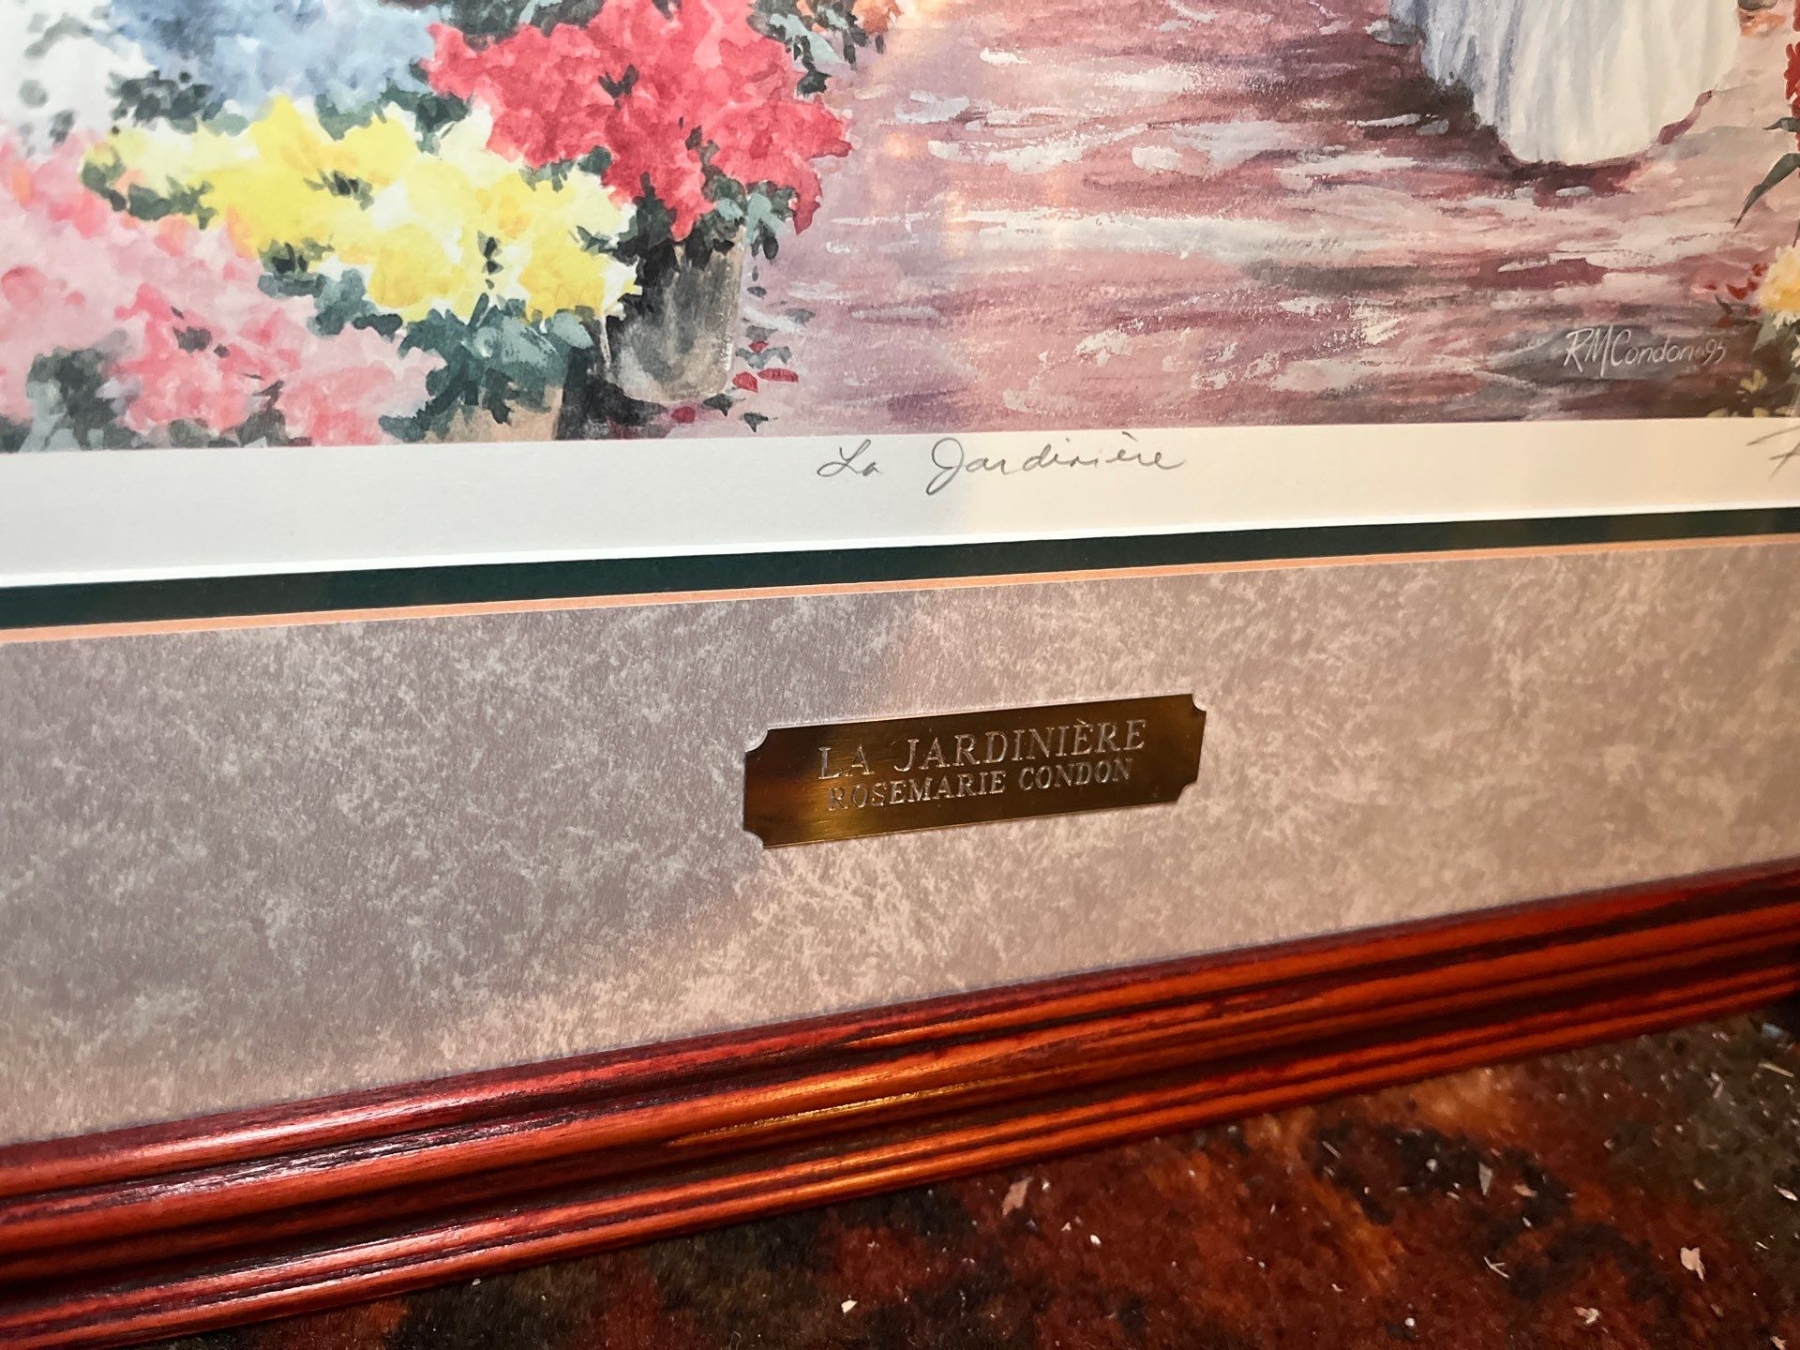 RMCondon 95
La Jardinière
LA JARDINIÈRE
ROSEMARIE CONDON